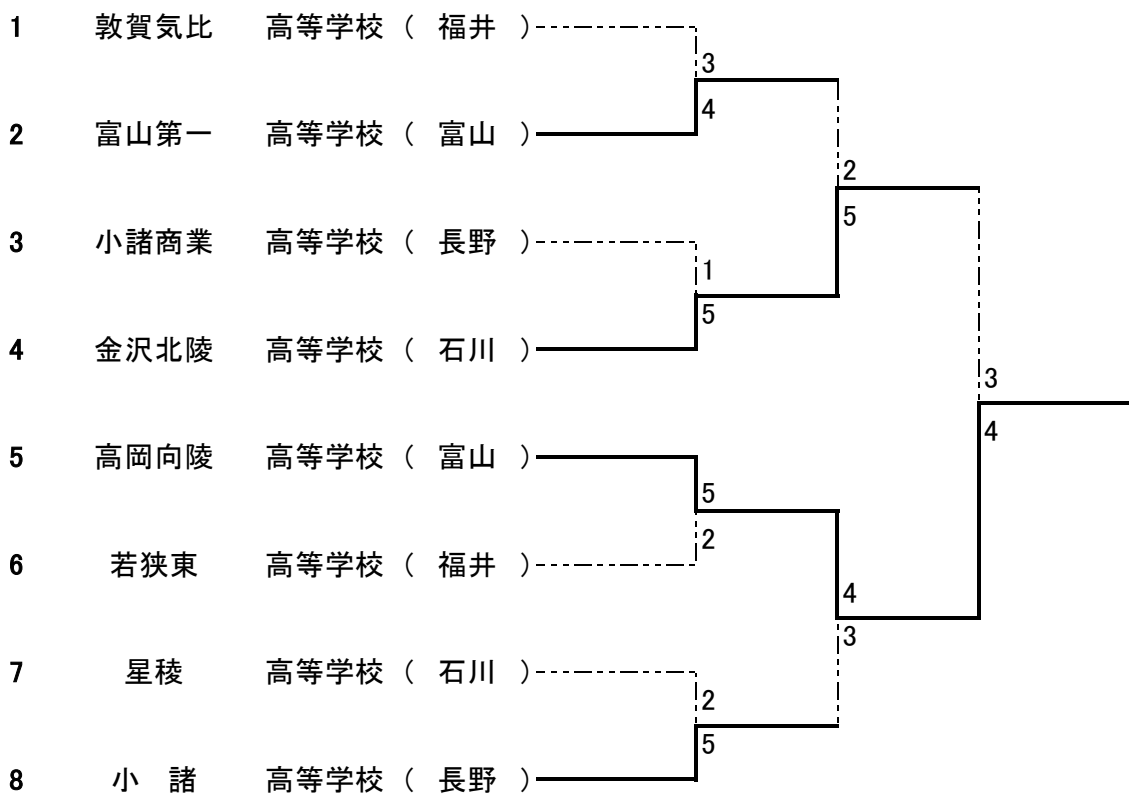 1 敦賀気比 高等学校 ( 福井 )
3
4
2 富山第一 高等学校 ( 富山 )
2
5
3 小諸商業 高等学校 ( 長野 )
1
5
4 金沢北陵 高等学校 ( 石川 )
3
4
5 高岡向陵 高等学校 ( 富山 )
5
2
6 若狭東 高等学校 ( 福井 )
4
3
7 星稜 高等学校 ( 石川 )
2
5
8 小 諸 高等学校 ( 長野 )